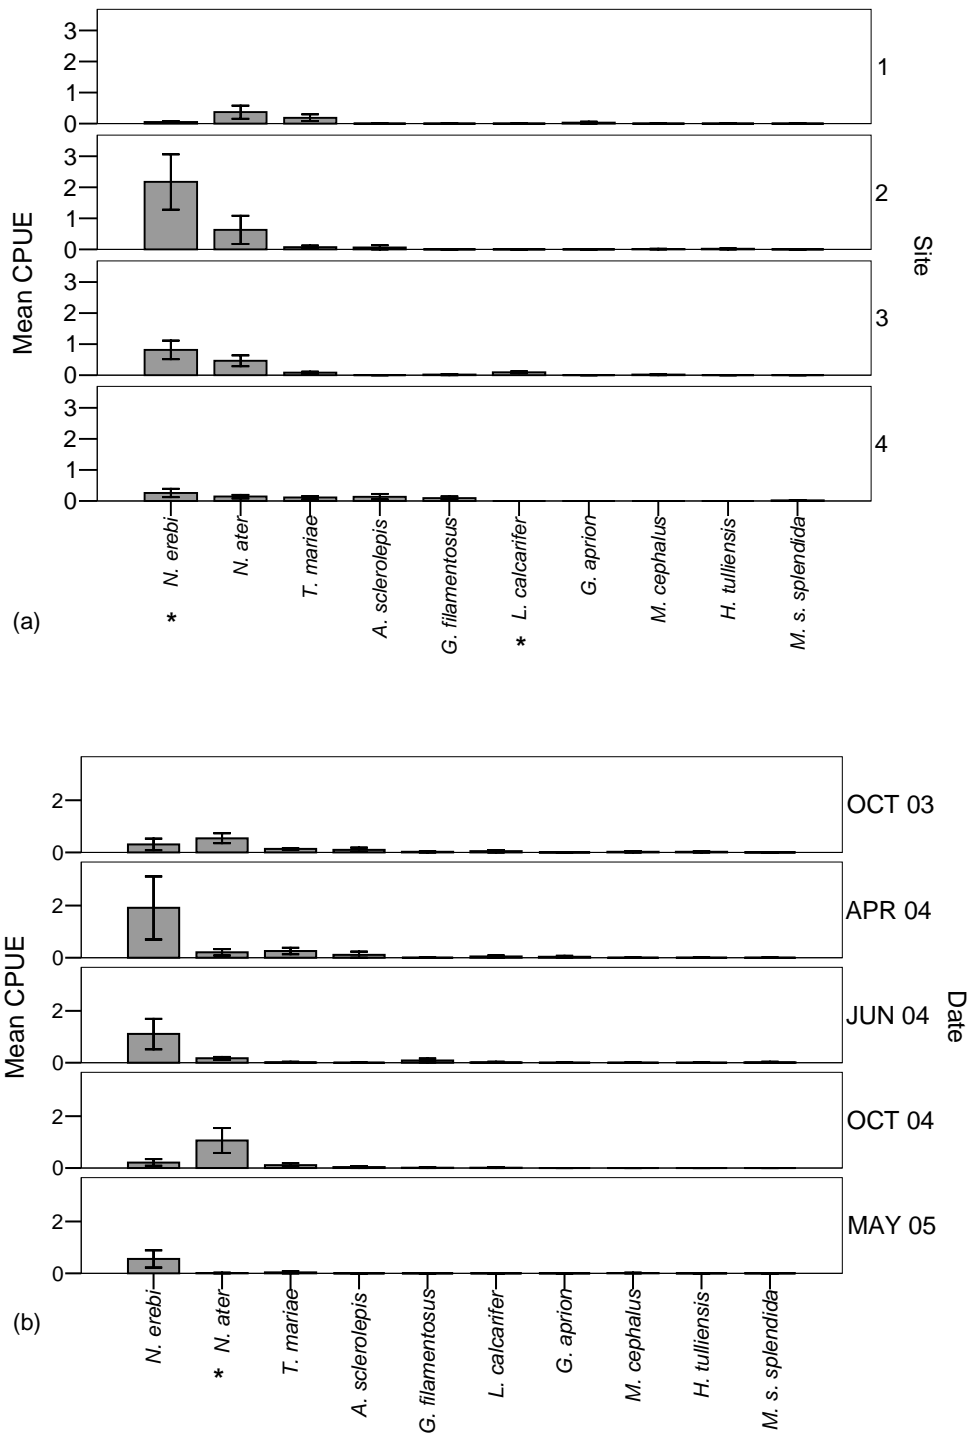 3
2
1
0
1
3
2
1
0
2
3
2
1
0
3
3
2
1
0
4
Mean CPUE
Site
* N. erebi
N. ater
T. mariae
A. sclerolepis
G. filamentosus
* L. calcarifer
G. aprion
M. cephalus
H. tulliensis
M. s. splendida
(a)
2
0
OCT 03
2
0
APR 04
2
0
JUN 04
2
0
OCT 04
2
0
MAY 05
Mean CPUE
Date
N. erebi
* N. ater
T. mariae
A. sclerolepis
G. filamentosus
L. calcarifer
G. aprion
M. cephalus
H. tulliensis
M. s. splendida
(b)